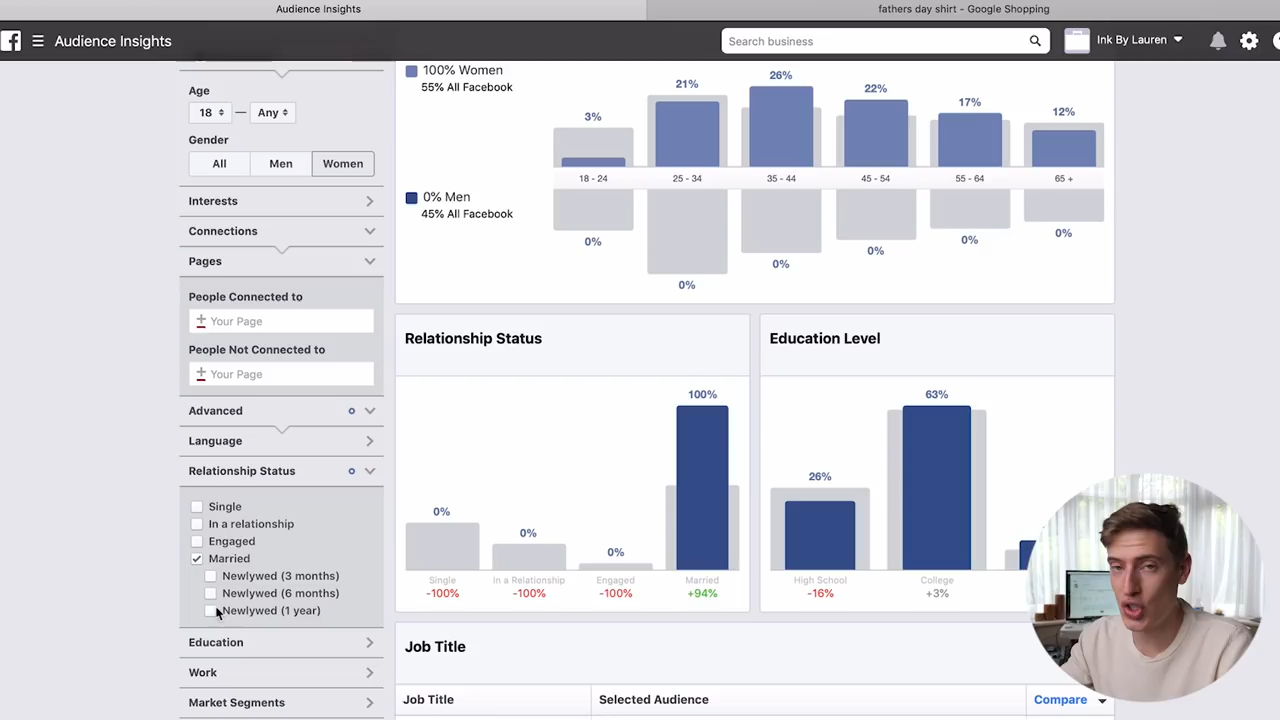 Audience Insights
fathers day shirt - Google Shopping
Audience Insights
Search business
Ink By Lauren
Age
18 — Any
Gender
All Men Women
Interests
Connections
Pages
People Connected to
Your Page
People Not Connected to
Your Page
Advanced
Language
Relationship Status
Single
In a relationship
Engaged
Married
Newlywed (3 months)
Newlywed (6 months)
Newlywed (1 year)
Education
Work
Market Segments
100% Women
55% All Facebook
3% 21% 26% 22% 17% 12%
18 - 24 25 - 34 35 - 44 45 - 54 55 - 64 65 +
0% Men
45% All Facebook
0% 0% 0% 0% 0% 0%
Relationship Status
0% 0% 0% 100%
Single In a Relationship Engaged Married
-100% -100% -100% +94%
Education Level
26% 63%
High School College
-16% +3%
Job Title
Job Title Selected Audience Compare